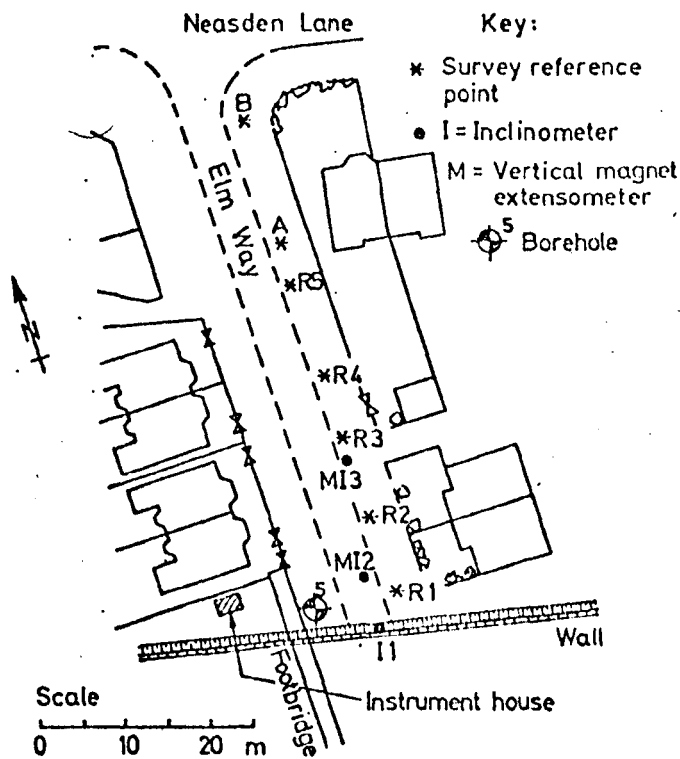 Neasden Lane
Key:
* Survey reference
point
I = Inclinometer
M = Vertical magnet
extensometer
5
Borehole
B
Elm Way
A
R5
N
R4
R3
MI3
R2
MI2
5
R1
I1
Wall
Footbridge
Instrument house
Scale
0 10 20 m